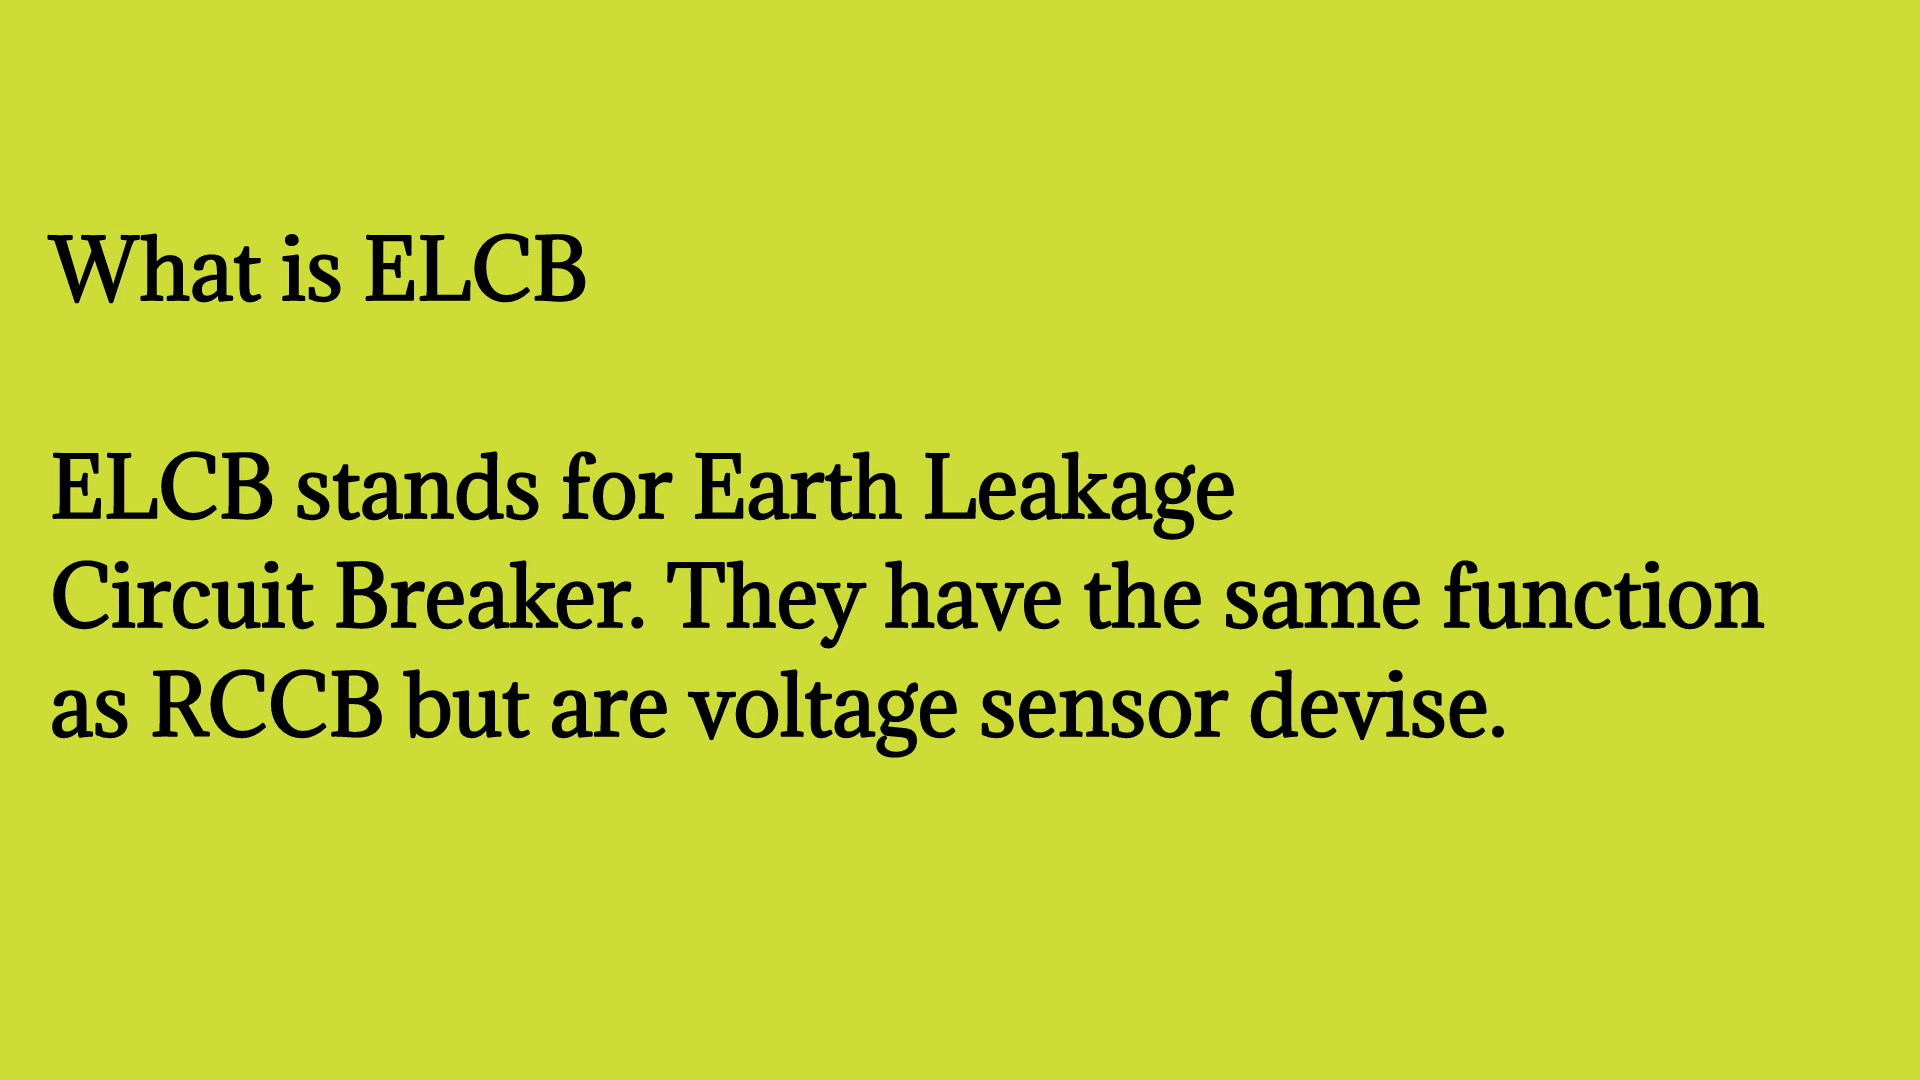 What is ELCB
ELCB stands for Earth Leakage
Circuit Breaker. They have the same function
as RCCB but are voltage sensor devise.